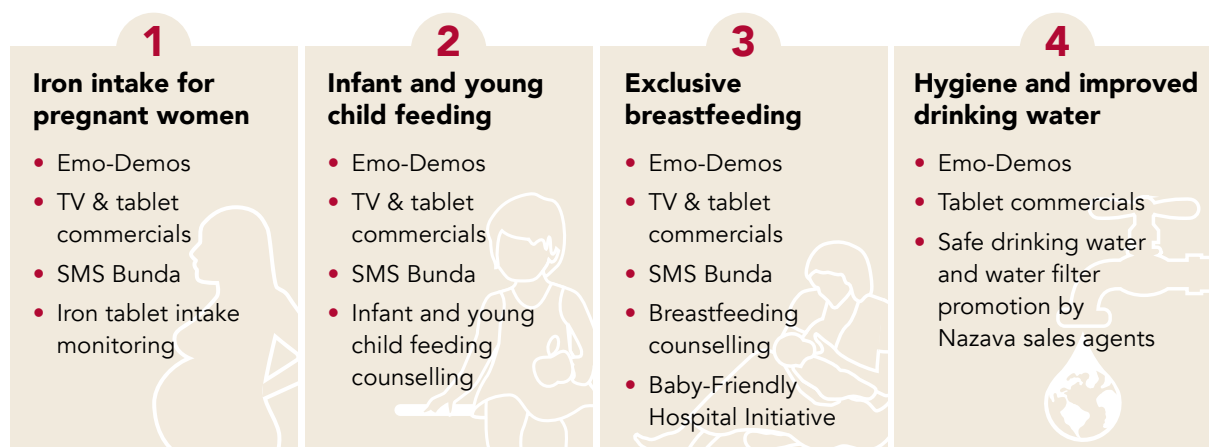 1
Iron intake for
pregnant women
• Emo-Demos
• TV & tablet
commercials
• SMS Bunda
• Iron tablet intake
monitoring
2
Infant and young
child feeding
• Emo-Demos
• TV & tablet
commercials
• SMS Bunda
• Infant and young
child feeding
counselling
3
Exclusive
breastfeeding
• Emo-Demos
• TV & tablet
commercials
• SMS Bunda
• Breastfeeding
counselling
• Baby-Friendly
Hospital Initiative
4
Hygiene and improved
drinking water
• Emo-Demos
• Tablet commercials
• Safe drinking water
and water filter
promotion by
Nazava sales agents